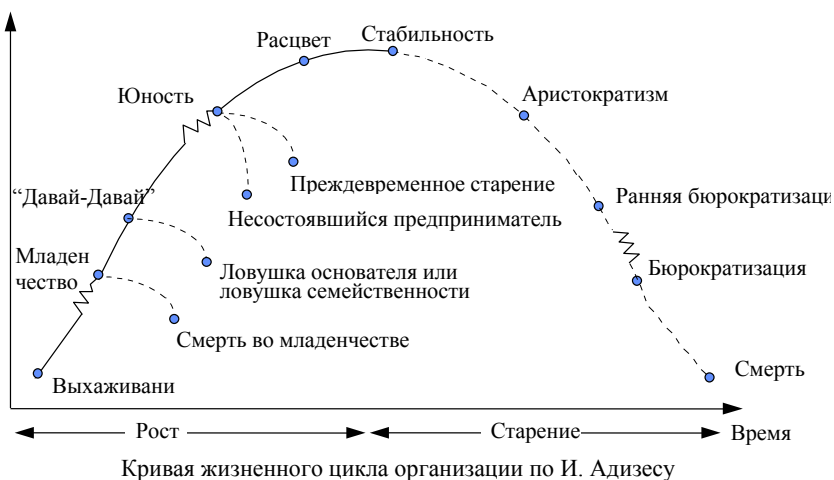 Расцвет
Стабильность
Юность
Аристократизм
Преждевременное старение
“Давай-Давай”
Ранняя бюрократизаци
Несостоявшийся предприниматель
Младен
чество
Ловушка основателя или
ловушка семейственности
Бюрократизация
Смерть во младенчестве
Выхаживани
Смерть
Рост
Старение
Время
Кривая жизненного цикла организации по И. Адизесу